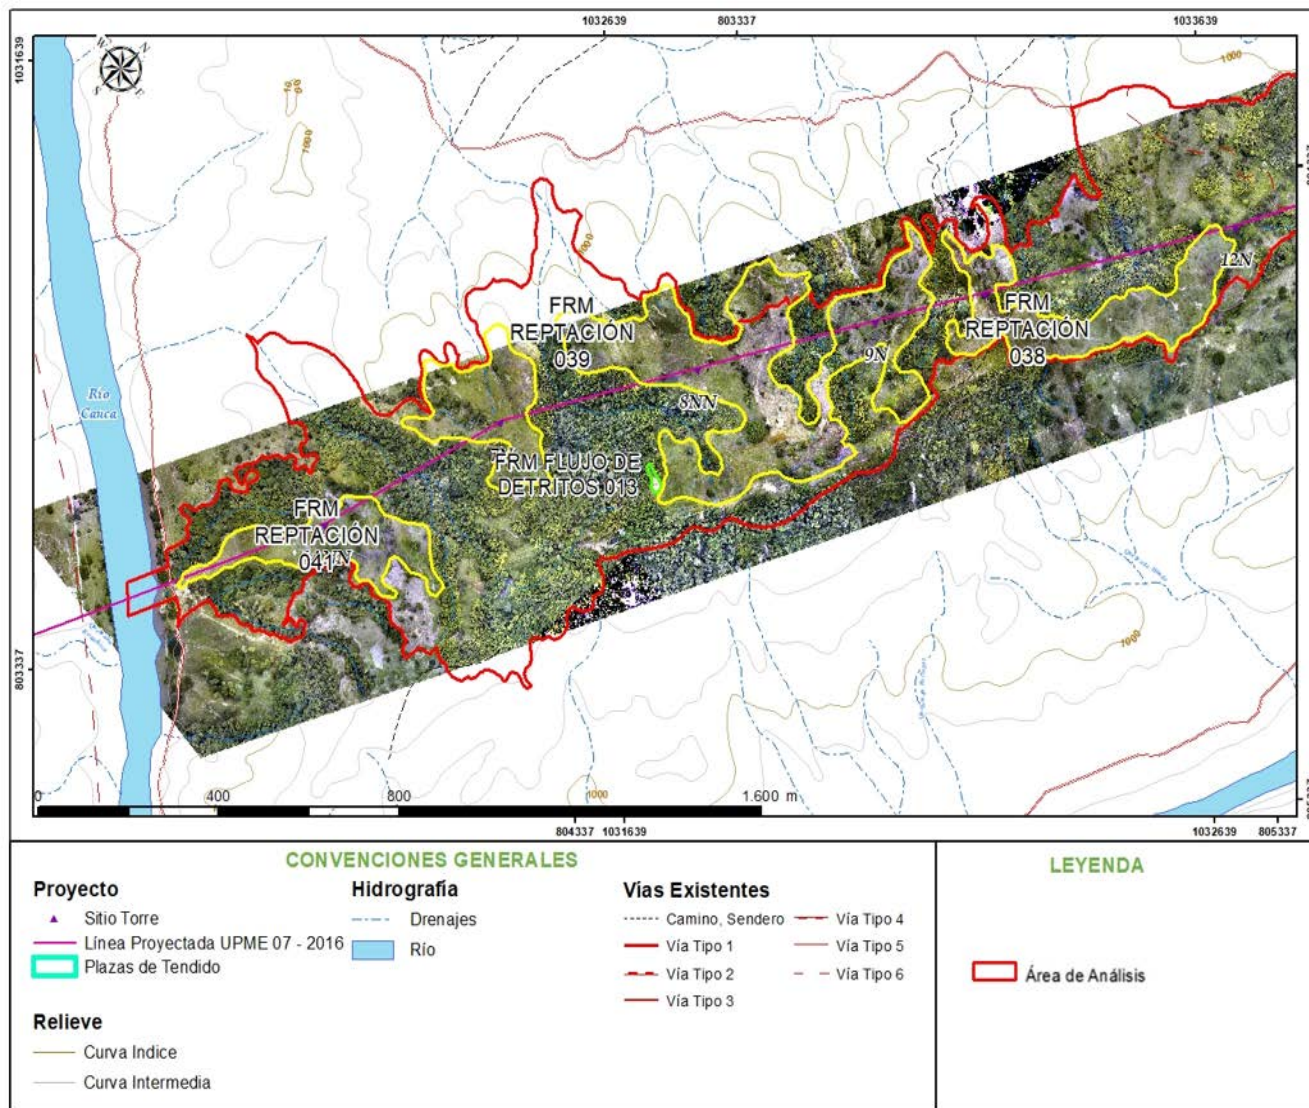 1032639
803337
1033639
1031639
W
N
S
E
1000
1000
1000
FRM
REPTACIÓN
039
FRM
REPTACIÓN
038
12N
9N
8NN
Río
Cauca
FRM FLUJO DE
DETRITOS 013
FRM
REPTACIÓN
041
1000
803337
0
400
800
1000
1.600 m
804337
1031639
1032639
805337
CONVENCIONES GENERALES
LEYENDA
Proyecto
Sitio Torre
Línea Proyectada UPME 07 - 2016
Plazas de Tendido
Hidrografía
Drenajes
Río
Vías Existentes
Camino, Sendero
Vía Tipo 1
Vía Tipo 2
Vía Tipo 3
Vía Tipo 4
Vía Tipo 5
Vía Tipo 6
Área de Análisis
Relieve
Curva Indice
Curva Intermedia